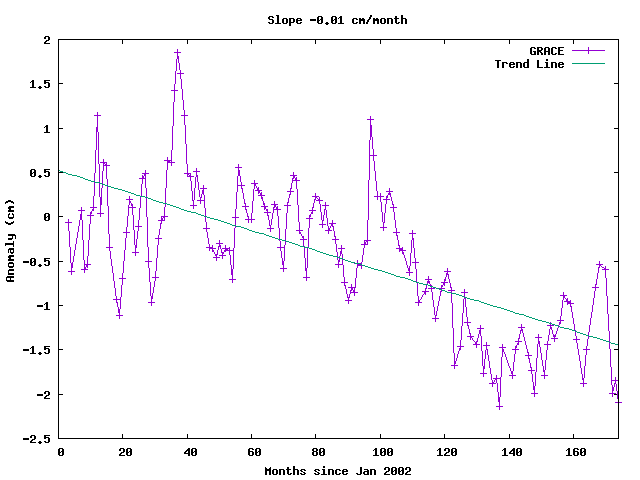 Slope -0.01 cm/month
GRACE
Trend Line
2
1.5
1
0.5
0
-0.5
-1
-1.5
-2
-2.5
Anomaly (cm)
0 20 40 60 80 100 120 140 160
Months since Jan 2002